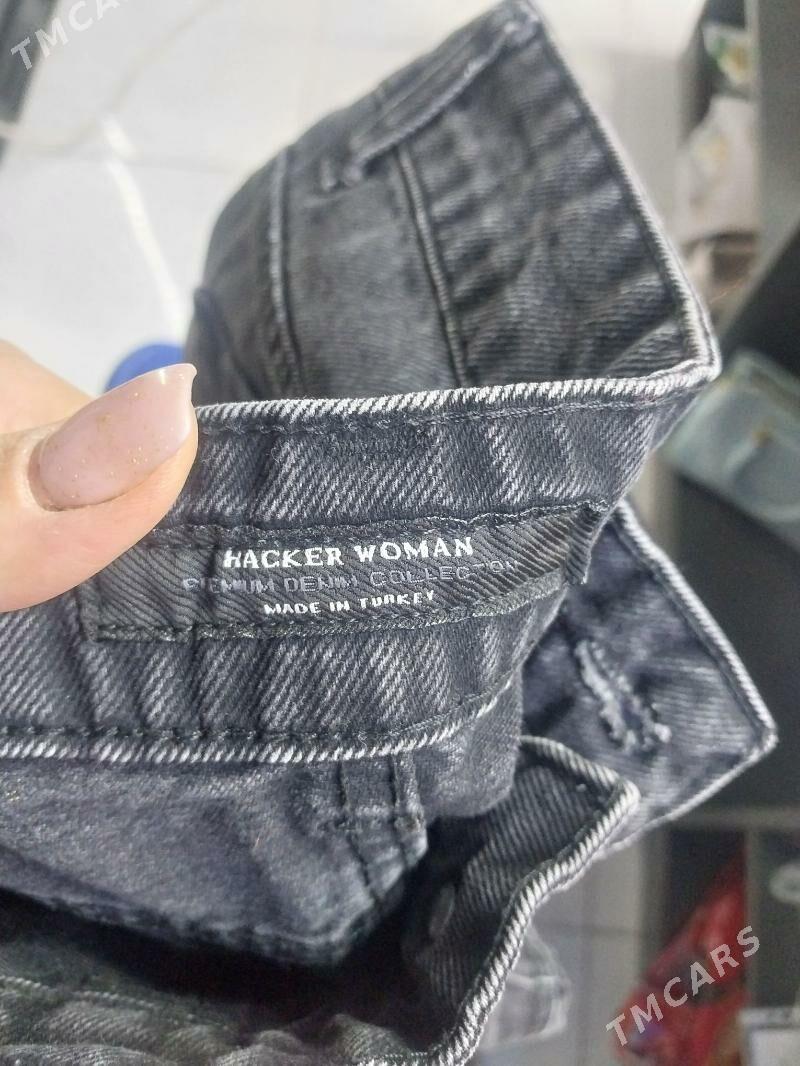 TMCARS
HACKER WOMAN
PREMIUM DENIM COLLECTION
MADE IN TURKEY
TMCARS